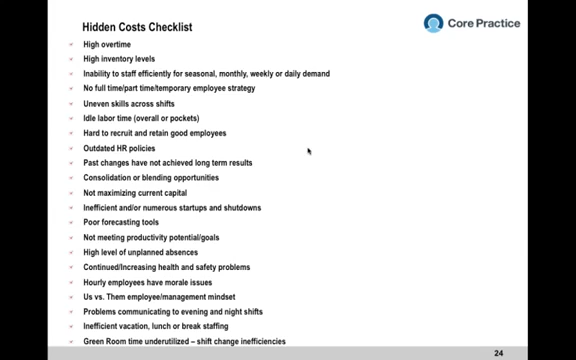 Hidden Costs Checklist
Core Practice
High overtime
High inventory levels
Inability to staff efficiently for seasonal, monthly, weekly or daily demand
No full time/part time/temporary employee strategy
Uneven skills across shifts
Idle labor time (overall or pockets)
Hard to recruit and retain good employees
Outdated HR policies
Past changes have not achieved long term results
Consolidation or blending opportunities
Not maximizing current capital
Inefficient and/or numerous startups and shutdowns
Poor forecasting tools
Not meeting productivity potential/goals
High level of unplanned absences
Continued/Increasing health and safety problems
Hourly employees have morale issues
Us vs. Them employee/management mindset
Problems communicating to evening and night shifts
Inefficient vacation, lunch or break staffing
Green Room time underutilized – shift change inefficiencies
24